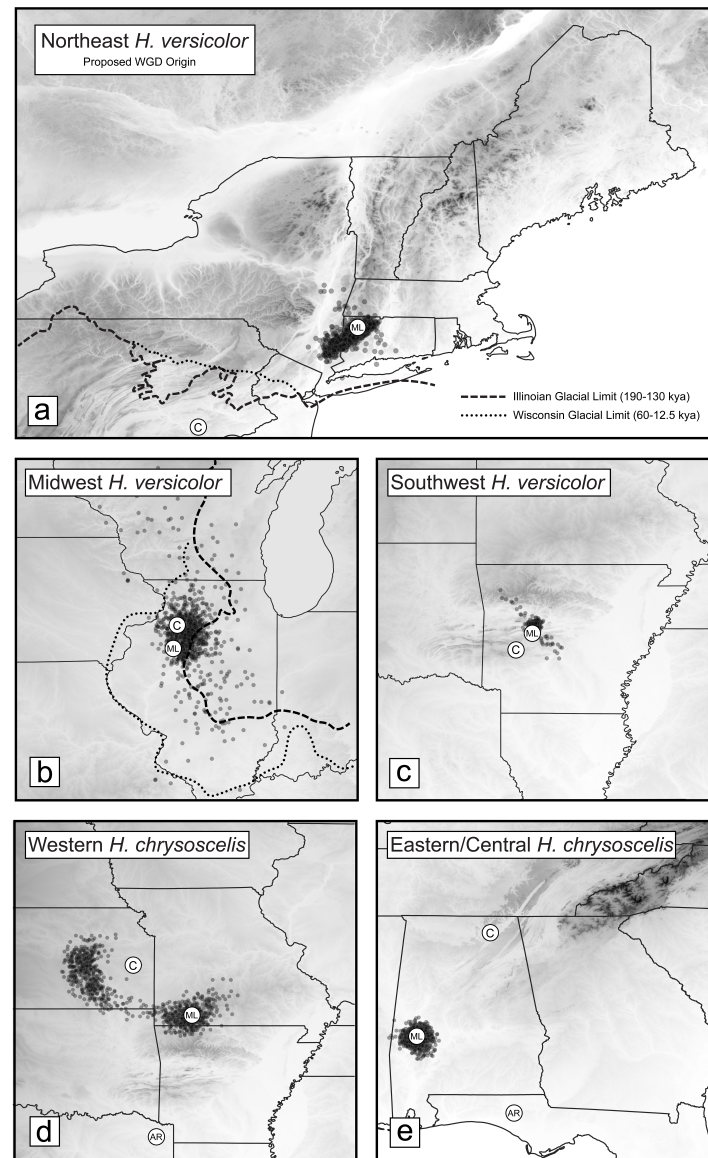 Northeast H. versicolor
Proposed WGD Origin
ML
C
Illinoian Glacial Limit (190-130 kya)
Wisconsin Glacial Limit (60-12.5 kya)
a
Midwest H. versicolor
C
ML
b
Southwest H. versicolor
ML
C
c
Western H. chrysoscelis
C
ML
AR
d
Eastern/Central H. chrysoscelis
C
ML
AR
e